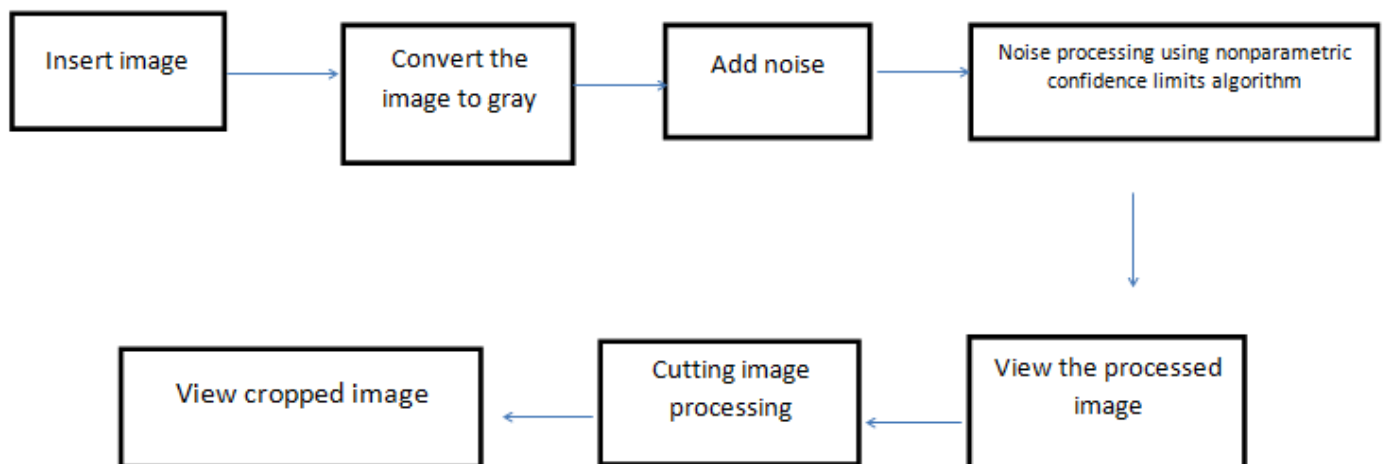 Insert image
Convert the
image to gray
Add noise
Noise processing using nonparametric
confidence limits algorithm
View the processed
image
Cutting image
processing
View cropped image